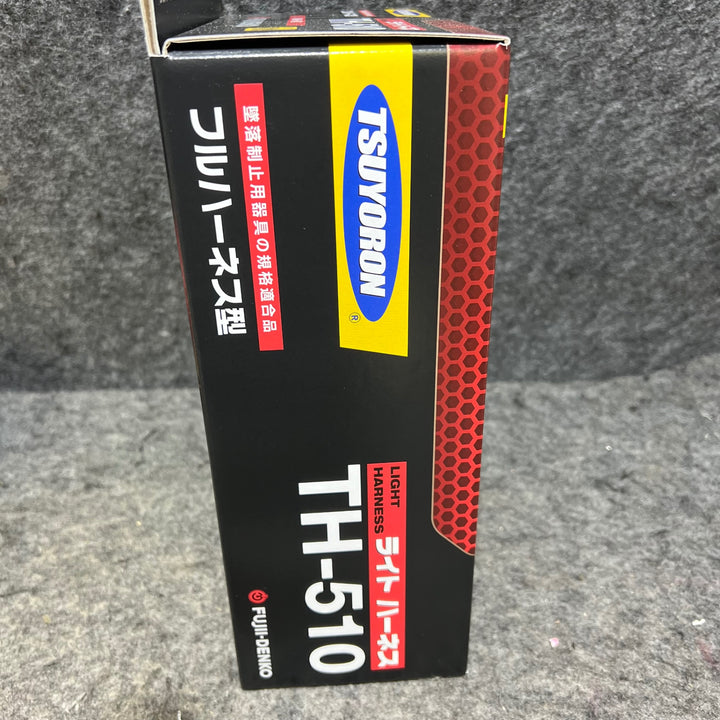 TSUYORON
®
墜落制止用器具の規格適合品
フルハーネス型
LIGHT
HARNESS
ライト ハーネス
TH-510
FUJII-DENKO